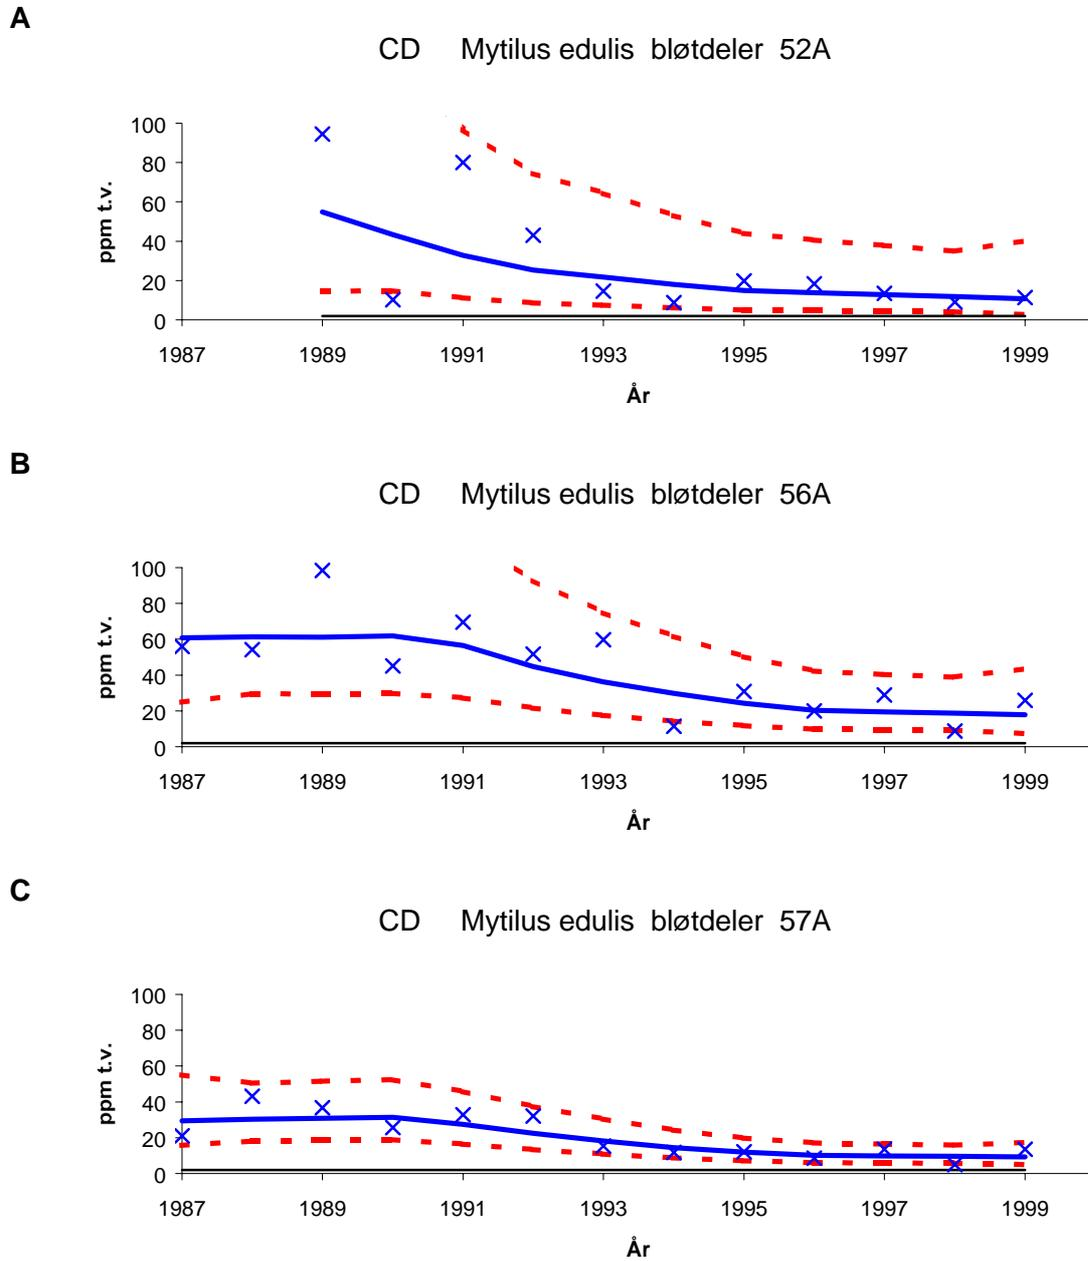 A
CD Mytilus edulis bløtdeler 52A
100
80
60
40
20
0
ppm t.v.
1987 1989 1991 1993 1995 1997 1999
År
B
CD Mytilus edulis bløtdeler 56A
100
80
60
40
20
0
ppm t.v.
1987 1989 1991 1993 1995 1997 1999
År
C
CD Mytilus edulis bløtdeler 57A
100
80
60
40
20
0
ppm t.v.
1987 1989 1991 1993 1995 1997 1999
År